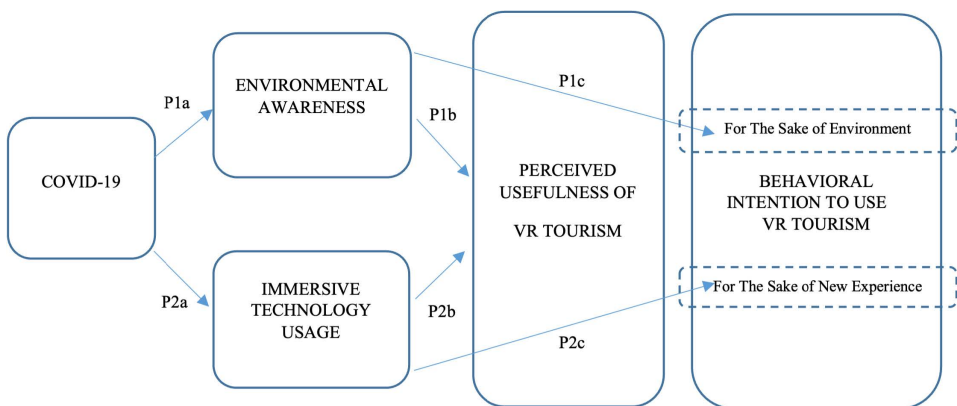 COVID-19
P1a
ENVIRONMENTAL
AWARENESS
P1b
P1c
P2a
IMMERSIVE
TECHNOLOGY
USAGE
P2b
P2c
PERCEIVED
USEFULNESS OF
VR TOURISM
For The Sake of Environment
BEHAVIORAL
INTENTION TO USE
VR TOURISM
For The Sake of New Experience